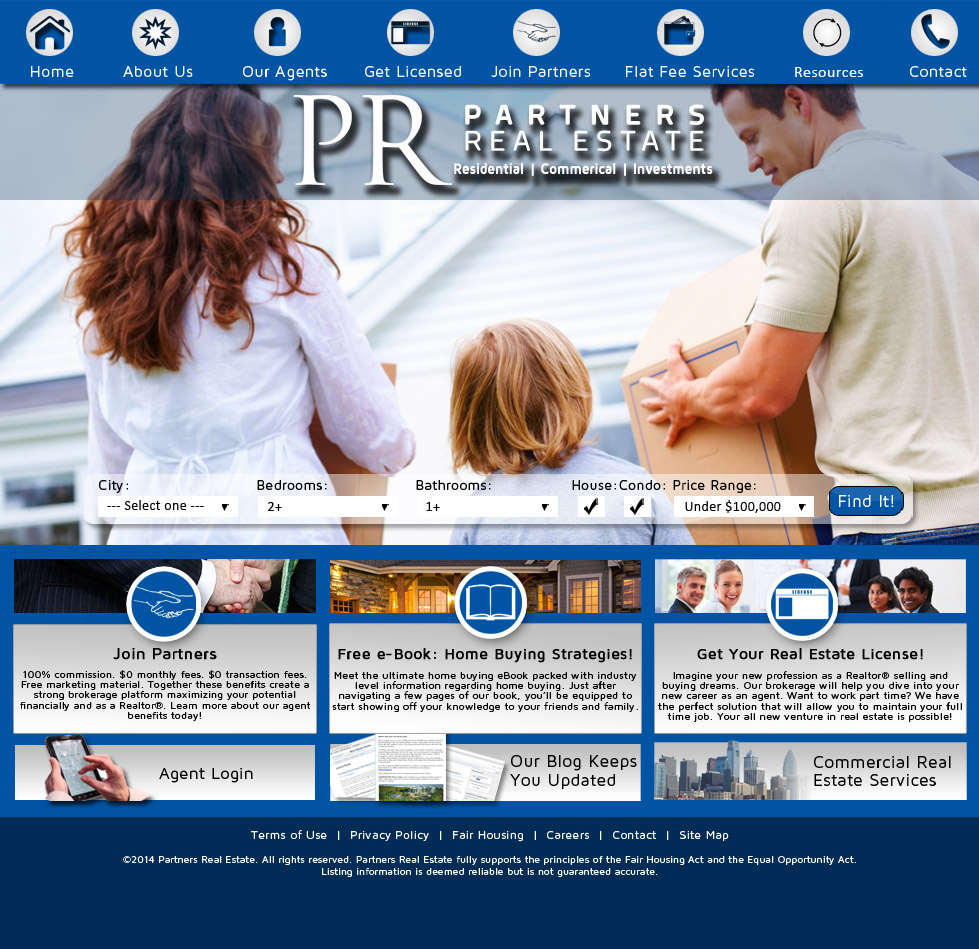 LICENSE
Home About Us Our Agents Get Licensed Join Partners Flat Fee Services Resources Contact
PR
PARTNERS
REAL ESTATE
Residential | Commerical | Investments
City: Bedrooms: Bathrooms: House: Condo: Price Range:
--- Select one --- 2+ 1+ Under $100,000 Find It!
LICENSE
Join Partners
100% commission. $0 monthly fees. $0 transaction fees.
Free marketing material. Together these benefits create a
strong brokerage platform maximizing your potential
financially and as a Realtor®. Learn more about our agent
benefits today!
Free e-Book: Home Buying Strategies!
Meet the ultimate home buying eBook packed with industry
level information regarding home buying. Just after
navigating a few pages of our book, you'll be equipped to
start showing off your knowledge to your friends and family.
Get Your Real Estate License!
Imagine your new profession as a Realtor® selling and
buying dreams. Our brokerage will help you dive into your
new career as an agent. Want to work part time? We have
the perfect solution that will allow you to maintain your full
time job. Your all new venture in real estate is possible!
Agent Login
Our Blog Keeps
You Updated
Commercial Real
Estate Services
Terms of Use | Privacy Policy | Fair Housing | Careers | Contact | Site Map
©2014 Partners Real Estate. All rights reserved. Partners Real Estate fully supports the principles of the Fair Housing Act and the Equal Opportunity Act.
Listing information is deemed reliable but is not guaranteed accurate.